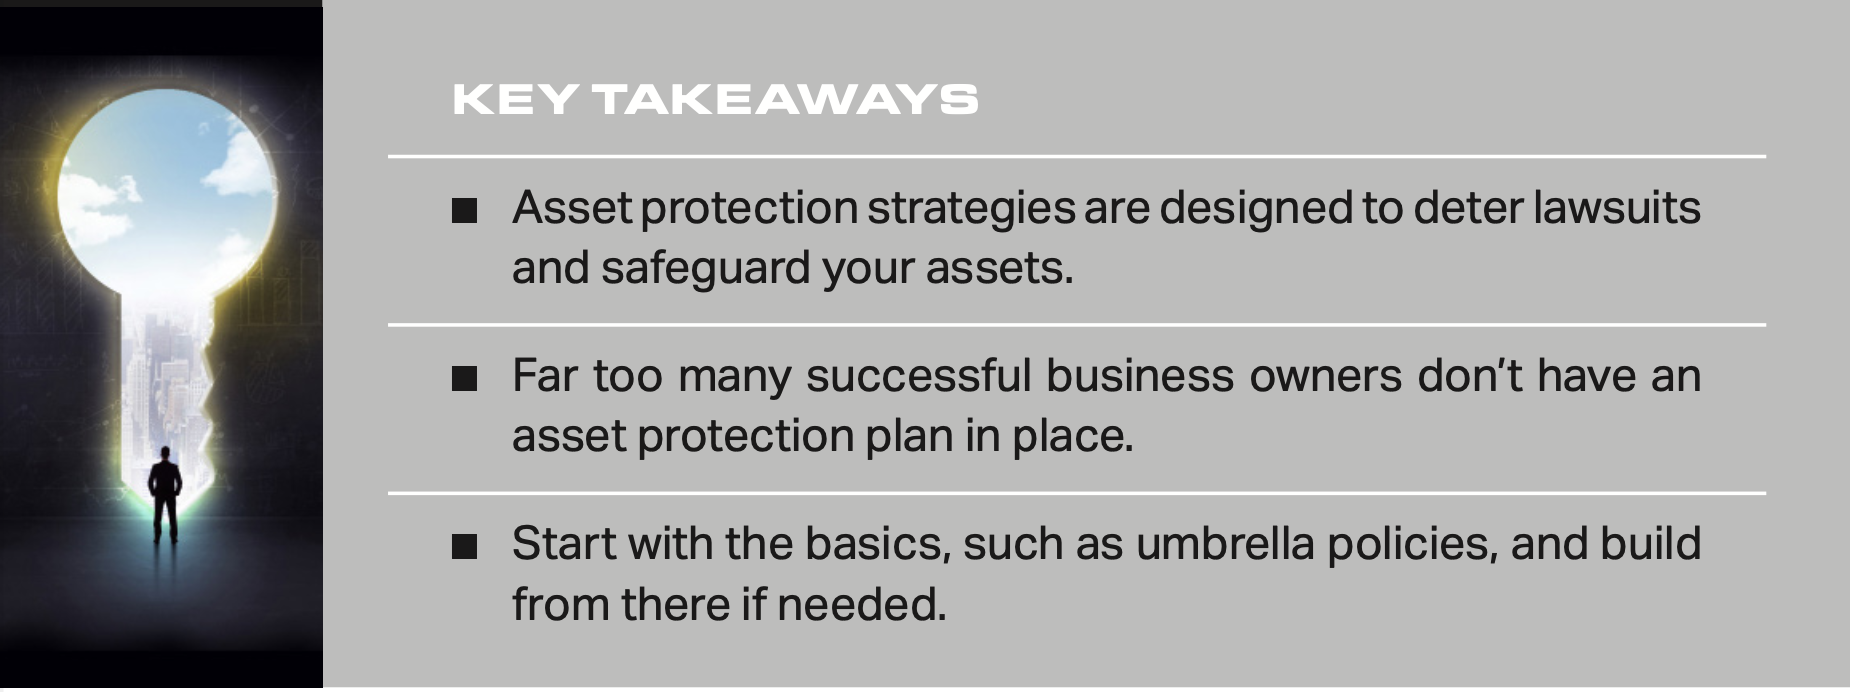 KEY TAKEAWAYS
■ Asset protection strategies are designed to deter lawsuits
and safeguard your assets.
■ Far too many successful business owners don’t have an
asset protection plan in place.
■ Start with the basics, such as umbrella policies, and build
from there if needed.